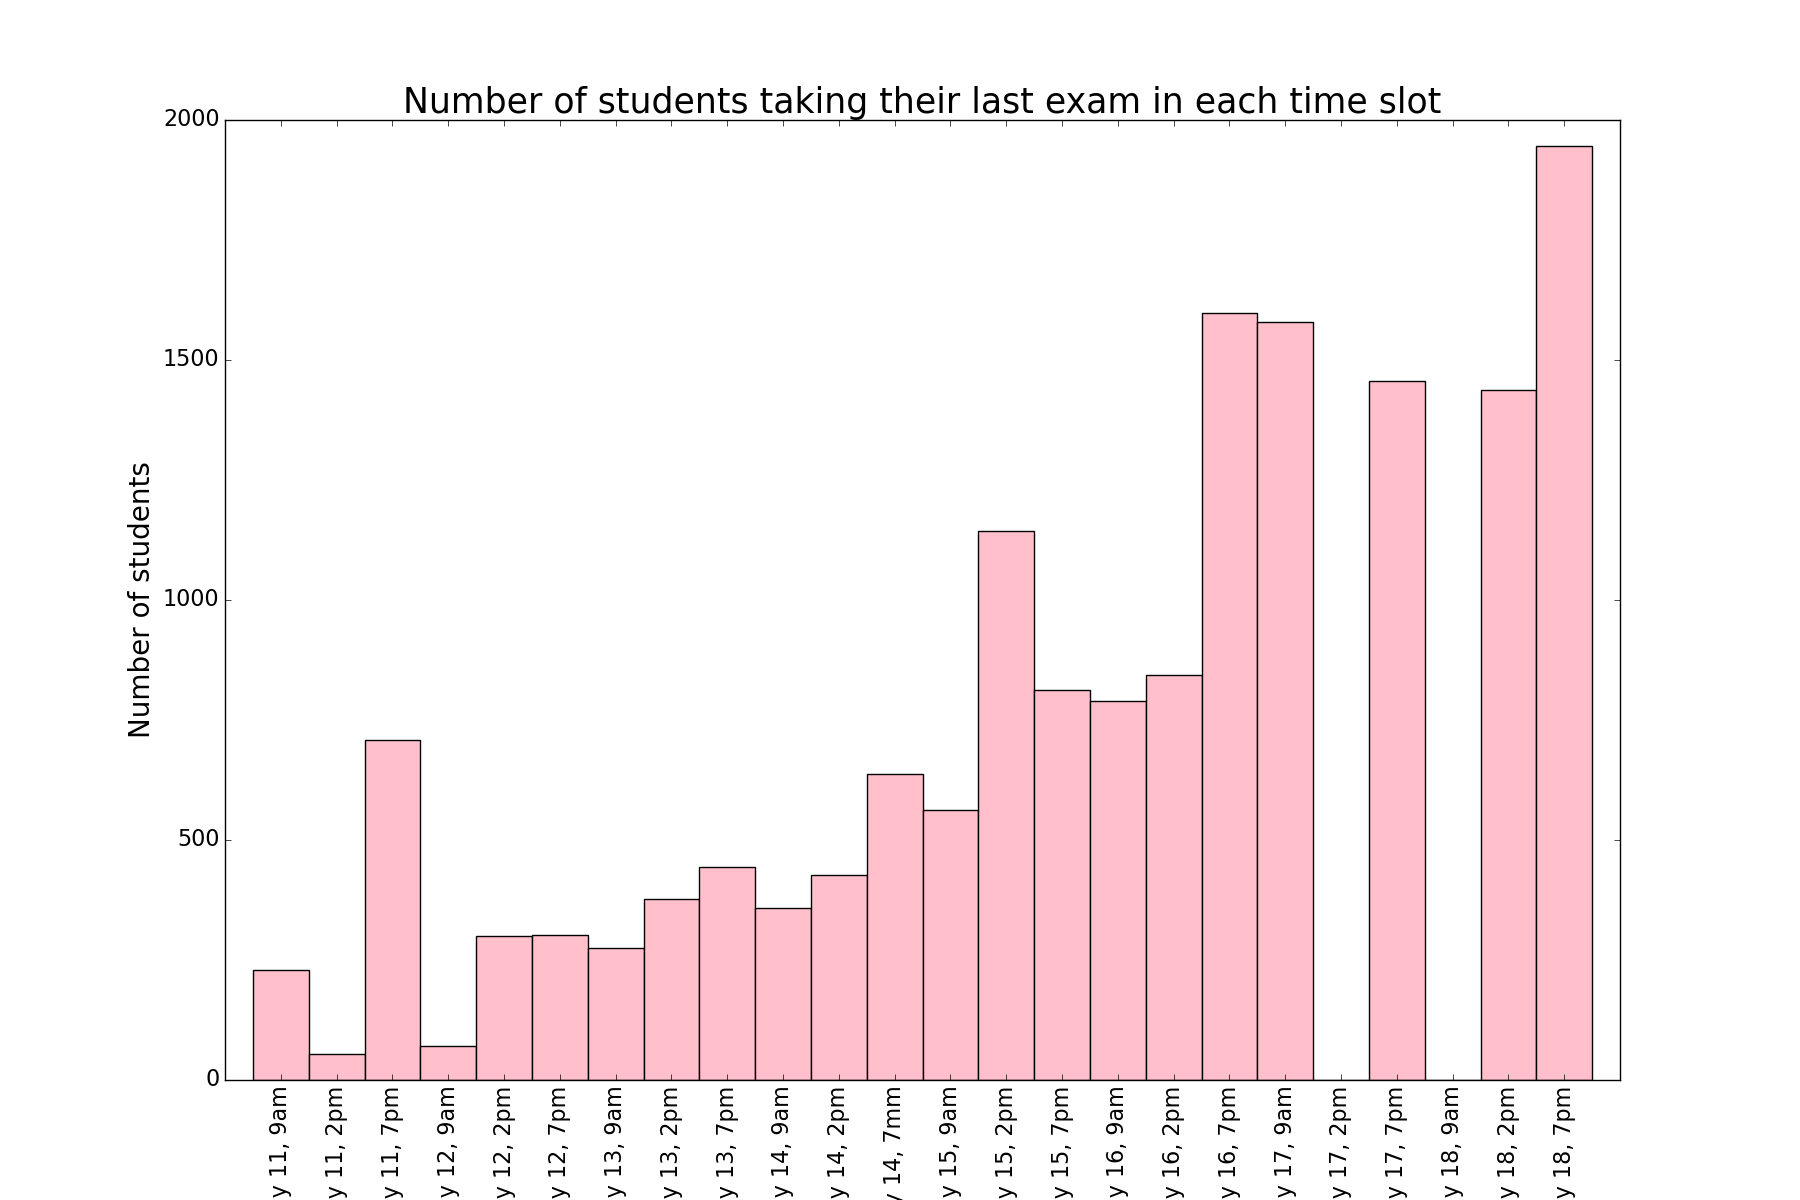 Number of students taking their last exam in each time slot
Number of students
2000
1500
1000
500
0
y 11, 9am
y 11, 2pm
y 11, 7pm
y 12, 9am
y 12, 2pm
y 12, 7pm
y 13, 9am
y 13, 2pm
y 13, 7pm
y 14, 9am
y 14, 2pm
y 14, 7mm
y 15, 9am
y 15, 2pm
y 15, 7pm
y 16, 9am
y 16, 2pm
y 16, 7pm
y 17, 9am
y 17, 2pm
y 17, 7pm
y 18, 9am
y 18, 2pm
y 18, 7pm